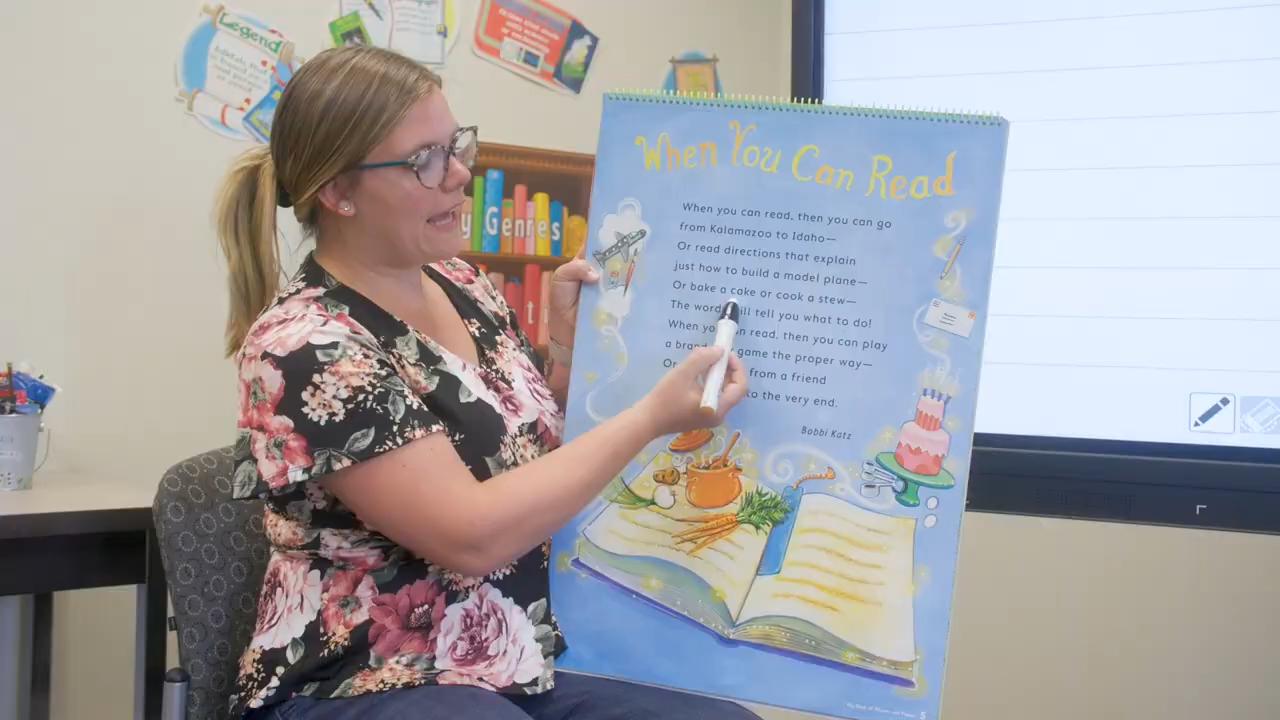 Legend
When You Can Read
When you can read, then you can go
from Kalamazoo to Idaho—
Or read directions that explain
just how to build a model plane—
Or bake a cake or cook a stew—
The word ill tell you what to do!
When yo n read, then you can play
a brand game the proper way—
Or from a friend
to the very end.
Bobbi Katz
y Genres
5